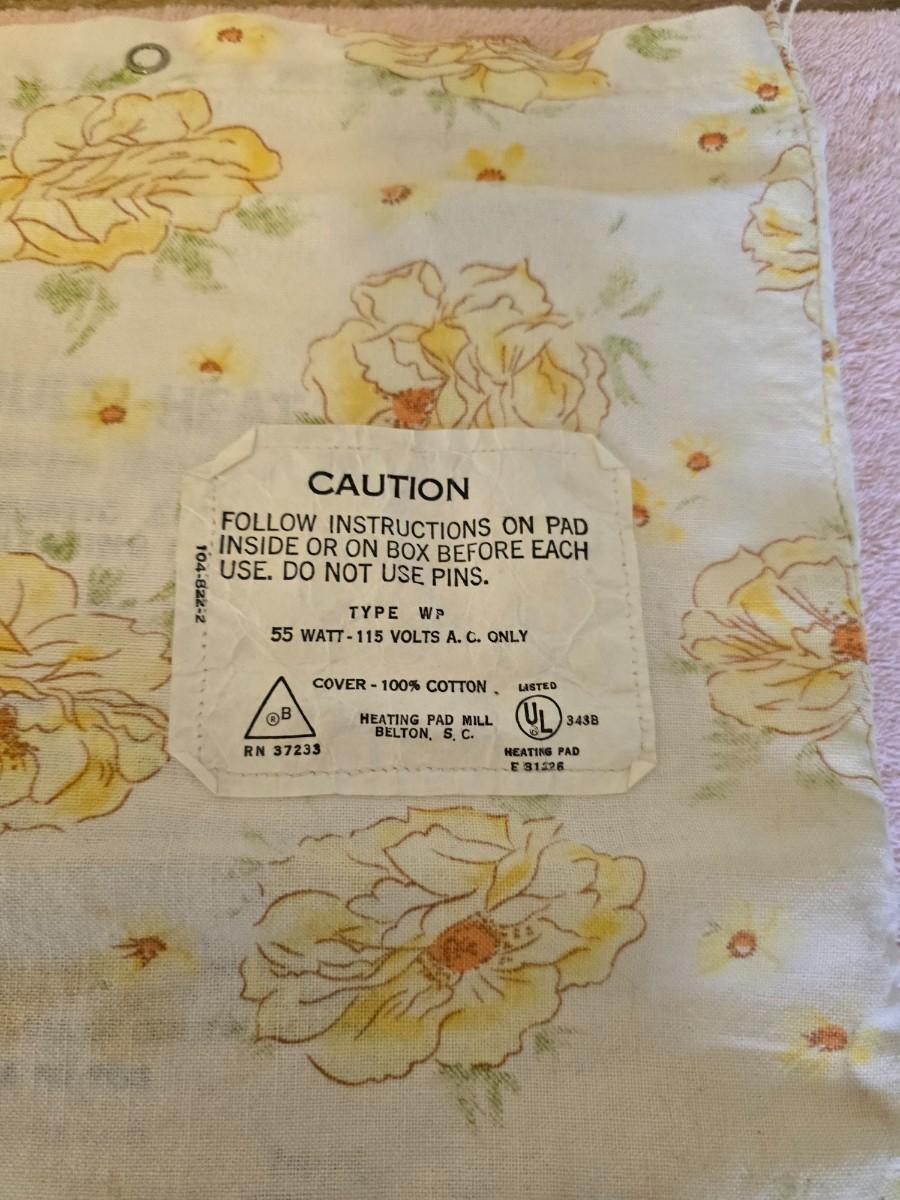 CAUTION
FOLLOW INSTRUCTIONS ON PAD
INSIDE OR ON BOX BEFORE EACH
USE. DO NOT USE PINS.
104-822-2
TYPE WP
55 WATT-115 VOLTS A.C. ONLY
COVER - 100% COTTON
® B
RN 37233
HEATING PAD MILL
BELTON, S. C.
LISTED
UL
343B
HEATING PAD
E 31226